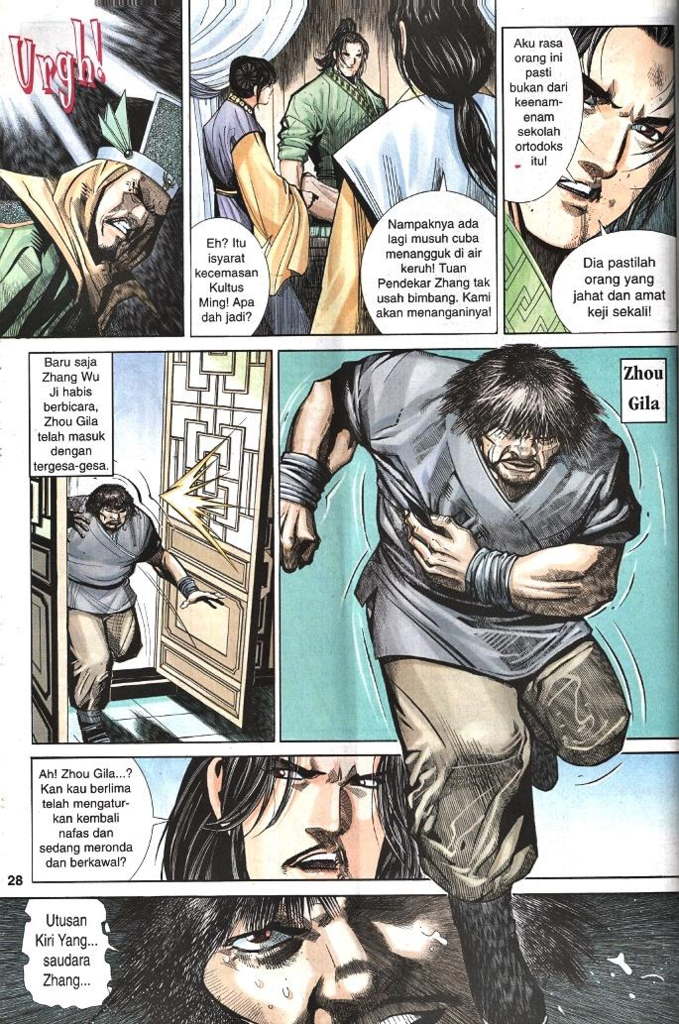 Urgh!
Eh? Itu
isyarat
kecemasan
Kultus
Ming! Apa
dah jadi?
Nampaknya ada
lagi musuh cuba
menangguk di air
keruh! Tuan
Pendekar Zhang tak
usah bimbang. Kami
akan menanganinya!
Aku rasa
orang ini
pasti
bukan dari
keenam-
enam
sekolah
ortodoks
itu!
Dia pastilah
orang yang
jahat dan amat
keji sekali!
Baru saja
Zhang Wu
Ji habis
berbicara,
Zhou Gila
telah masuk
dengan
tergesa-gesa.
Zhou
Gila
Ah! Zhou Gila...?
Kan kau berlima
telah mengatur-
kan kembali
nafas dan
sedang meronda
dan berkawal!?
28
Utusan
Kiri Yang...
saudara
Zhang...